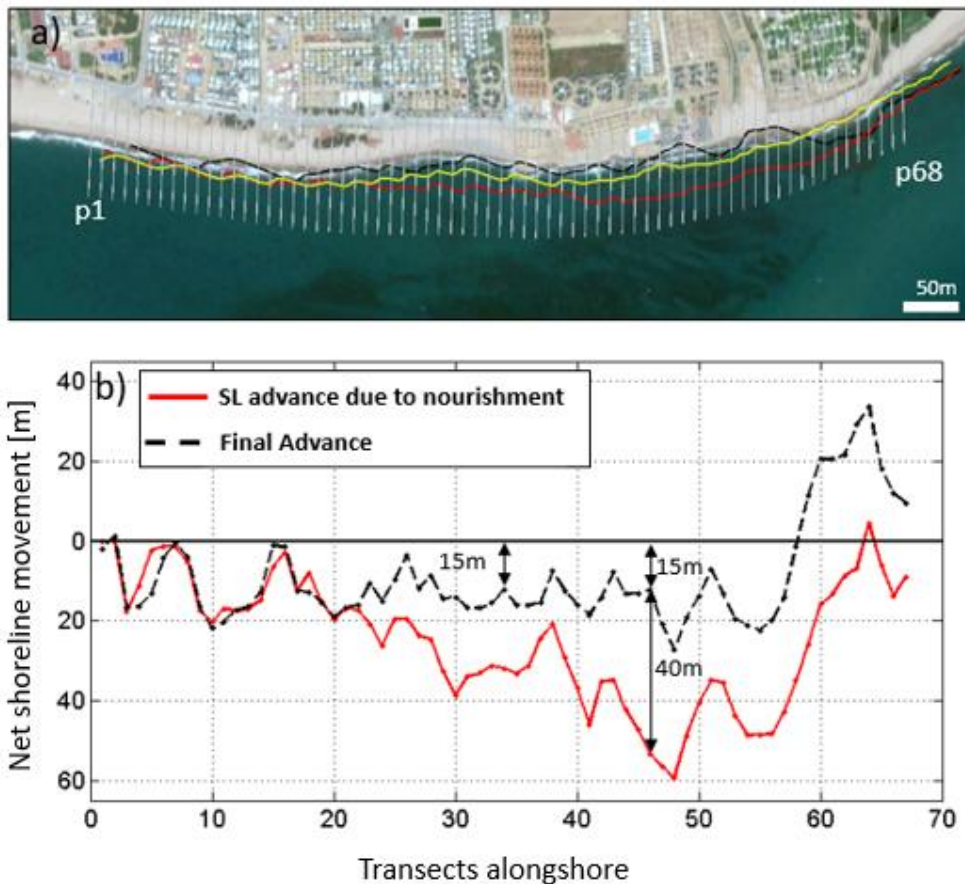 a)
p1
p68
50m
b)
SL advance due to nourishment
Final Advance
Net shoreline movement [m]
40
20
0
20
40
60
15m
15m
40m
0 10 20 30 40 50 60 70
Transects alongshore